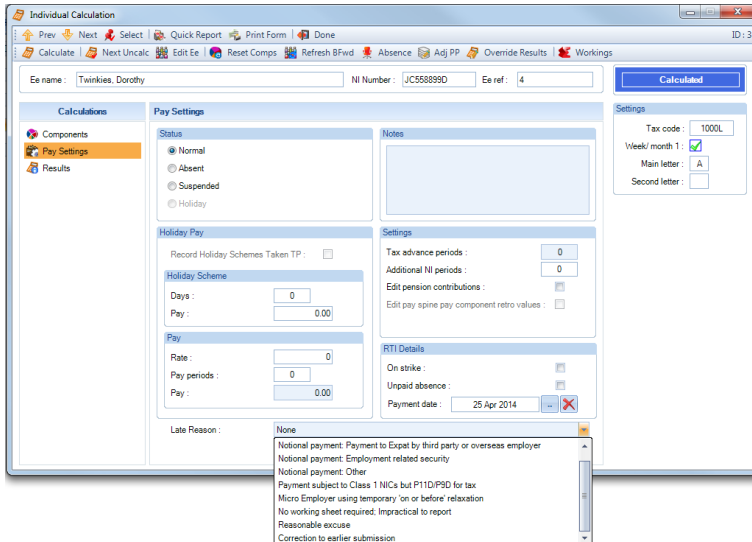 Individual Calculation
Prev Next Select Quick Report Print Form Done ID : 3
Calculate Next Uncalc Edit Ee Reset Comps Refresh BFwd Absence Adj PP Override Results Workings
Ee name : Twinkies, Dorothy NI Number : JC558899D Ee ref : 4
Calculated
Calculations
Components
Pay Settings
Results
Pay Settings
Status
Normal
Absent
Suspended
Holiday
Notes
Holiday Pay
Record Holiday Schemes Taken TP :
Holiday Scheme
Days : 0
Pay : 0.00
Pay
Rate : 0
Pay periods : 0
Pay : 0.00
Settings
Tax advance periods : 0
Additional NI periods : 0
Edit pension contributions :
Edit pay spine pay component retro values :
RTI Details
On strike :
Unpaid absence :
Payment date : 25 Apr 2014 ..
Late Reason : None
Notional payment: Payment to Expat by third party or overseas employer
Notional payment: Employment related security
Notional payment: Other
Payment subject to Class 1 NICs but P11D/P9D for tax
Micro Employer using temporary 'on or before' relaxation
No working sheet required; Impractical to report
Reasonable excuse
Correction to earlier submission
Settings
Tax code : 1000L
Week/ month 1 :
Main letter : A
Second letter :